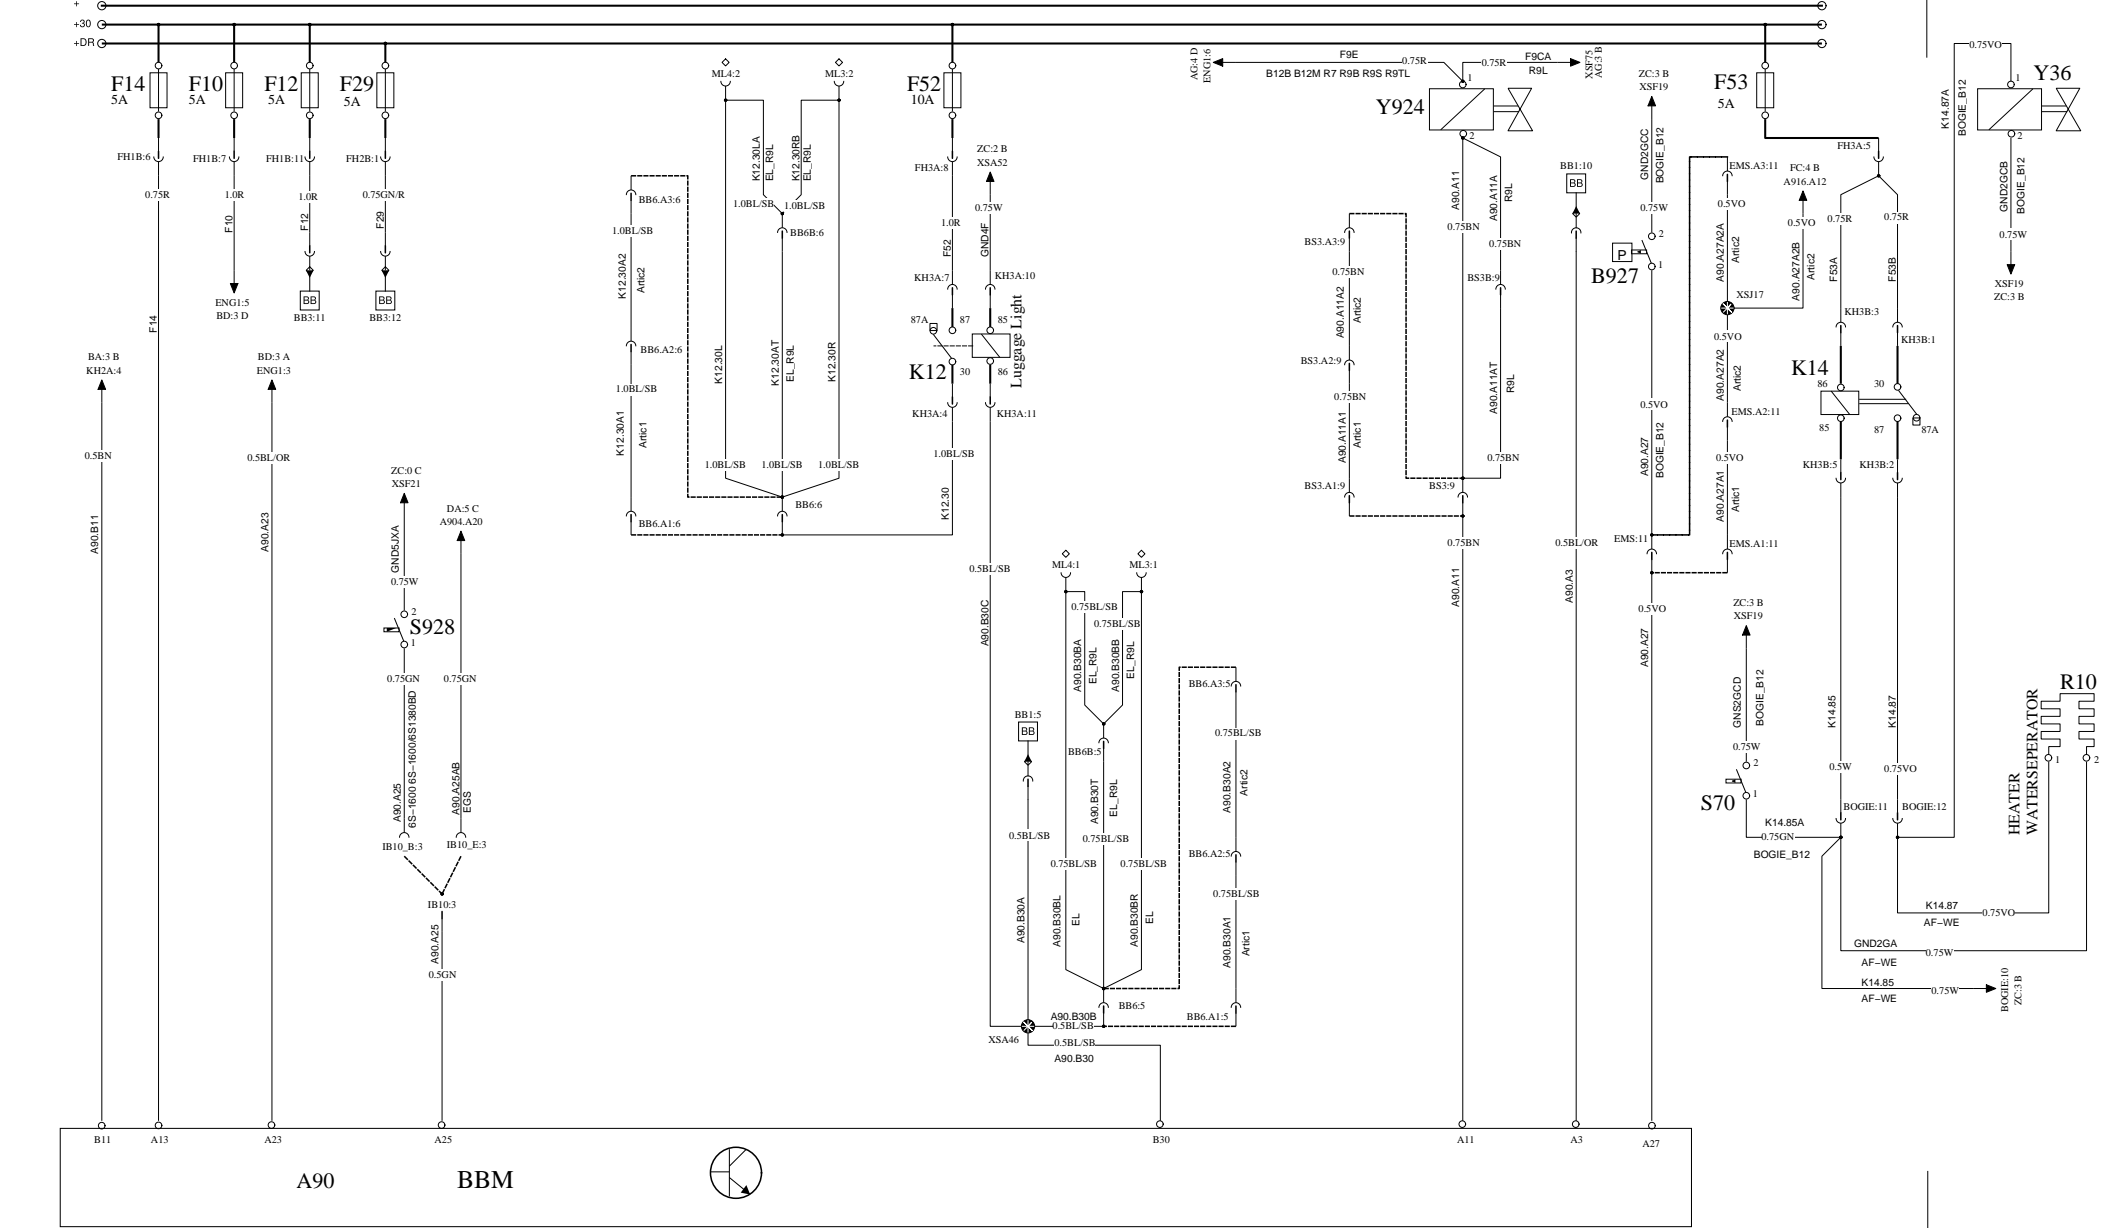 +
+30
+DR
F14
5A
F10
5A
F12
5A
F29
5A
FH1B:6
FH1B:7
FH1B:11
FH2B:1
0.75R
1.0R
1.0R
0.75GN/R
F14
F10
F12
F29
ENG1:5
BD:3 D
BB
BB3:11
BB
BB3:12
BA:3 B
KH2A:4
0.5BN
A90.B11
BD:3 A
ENG1:3
0.5BL/OR
A90.A23
ZC:0 C
XSF21
GND5JXA
0.75W
2
S928
1
0.75GN
A90.A25
6S-1600 6S-1600/6S1380BD
IB10_B:3
DA:5 C
A904.A20
0.75GN
A90.A25AB
EGS
IB10_E:3
IB10:3
A90.A25
0.5GN
ML4:2
ML3:2
K12.30LA
EL_R9L
K12.30RB
EL_R9L
1.0BL/SB
1.0BL/SB
BB6B:6
BB6.A3:6
1.0BL/SB
K12.30A2
Artic2
BB6.A2:6
1.0BL/SB
K12.30A1
Artic1
BB6.A1:6
K12.30L
K12.30AT
EL_R9L
K12.30R
1.0BL/SB
1.0BL/SB
1.0BL/SB
BB6:6
F52
10A
FH3A:8
1.0R
F52
KH3A:7
ZC:2 B
XSA52
0.75W
GND4F
KH3A:10
87A
87
85
K12
30
86
Luggage Light
KH3A:4
KH3A:11
1.0BL/SB
K12.30
0.5BL/SB
A90.B30C
ML4:1
ML3:1
0.75BL/SB
0.75BL/SB
A90.B30BA
EL_R9L
A90.B30BB
EL_R9L
BB6B:5
BB1:5
BB
0.5BL/SB
A90.B30A
A90.B30T
EL_R9L
0.75BL/SB
0.75BL/SB
0.75BL/SB
A90.B30BL
EL
A90.B30BR
EL
BB6.A3:5
0.75BL/SB
A90.B30A2
Artic2
BB6.A2:5
0.75BL/SB
A90.B30A1
Artic1
BB6:5
BB6.A1:5
A90.B30B
0.5BL/SB
XSA46
0.5BL/SB
A90.B30
AG:4 D
ENG1:6
F9E
0.75R
B12B B12M R7 R9B R9S R9TL
0.75R
F9CA
R9L
XSF75
AG:3 B
1
Y924
2
A90.A11
0.75BN
A90.A11A
R9L
0.75BN
BS3B:9
BS3.A3:9
0.75BN
A90.A11A2
Artic2
BS3.A2:9
0.75BN
A90.A11A1
Artic1
BS3.A1:9
A90.A11AT
R9L
0.75BN
BS3:9
0.75BN
A90.A11
BB1:10
BB
0.5BL/OR
A90.A3
ZC:3 B
XSF19
GND2GCC
BOGIE_B12
0.75W
2
P
B927
1
0.5VO
A90.A27
BOGIE_B12
EMS:11
0.5VO
A90.A27
F53
5A
EMS.A3:11
0.5VO
A90.A27A2A
Artic2
XSJ17
FC:4 B
A916.A12
0.5VO
A90.A27A2B
Artic2
0.5VO
A90.A27A2
Artic2
EMS.A2:11
0.5VO
A90.A27A1
Artic1
EMS.A1:11
FH3A:5
0.75R
0.75R
F53A
F53B
KH3B:3
KH3B:1
K14
86
30
85
87
87A
KH3B:5
KH3B:2
K14.85
K14.87
0.5W
0.75VO
BOGIE:11
BOGIE:12
ZC:3 B
XSF19
GNS2GCD
BOGIE_B12
0.75W
2
S70
1
K14.85A
0.75GN
BOGIE_B12
0.75VO
K14.87A
BOGIE_B12
1
Y36
2
GND2GCB
BOGIE_B12
0.75W
XSF19
ZC:3 B
R10
HEATER
WATERSEPERATOR
1
2
K14.87
0.75VO
AF-WE
GND2GA
0.75W
AF-WE
K14.85
0.75W
AF-WE
BOGIE:10
ZC:3 B
B11
A13
A23
A25
B30
A11
A3
A27
A90
BBM